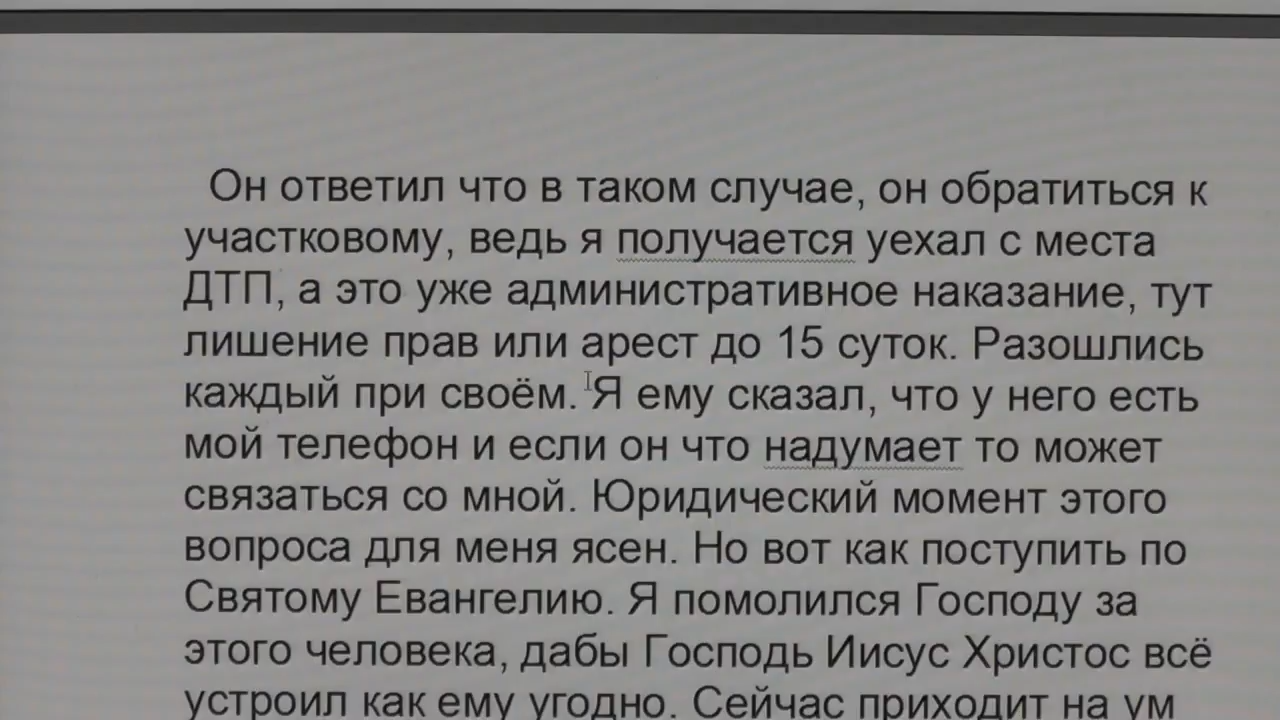 Он ответил что в таком случае, он обратиться к
участковому, ведь я получается уехал с места
ДТП, а это уже административное наказание, тут
лишение прав или арест до 15 суток. Разошлись
каждый при своём. Я ему сказал, что у него есть
мой телефон и если он что надумает то может
связаться со мной. Юридический момент этого
вопроса для меня ясен. Но вот как поступить по
Святому Евангелию. Я помолился Господу за
этого человека, дабы Господь Иисус Христос всё
устроил как ему угодно. Сейчас приходит на ум